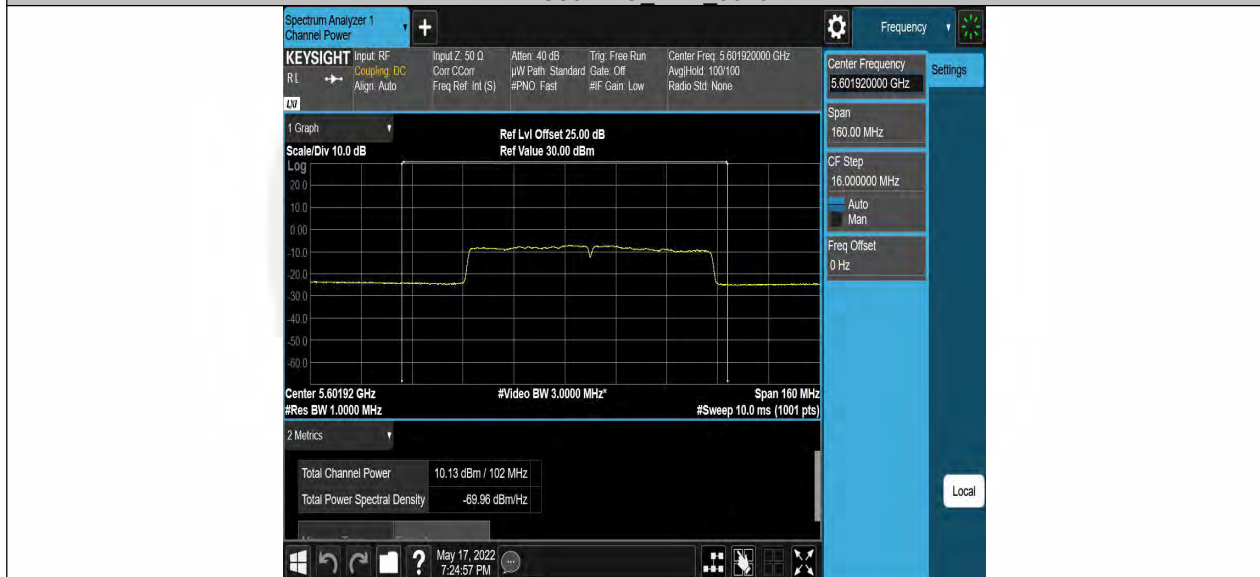 Spectrum Analyzer 1
Channel Power
+
Frequency
KEYSIGHT
RL
LXI
Input: RF
Coupling: DC
Align: Auto
Input Z: 50 Ω
Corr CCorr
Freq Ref: Int (S)
Atten: 40 dB
µW Path: Standard
#PNO: Fast
Trig: Free Run
Gate: Off
#IF Gain: Low
Center Freq: 5.601920000 GHz
Avg|Hold: 100/100
Radio Std: None
Center Frequency
5.601920000 GHz
Settings
Span
160.00 MHz
CF Step
16.000000 MHz
Auto
Man
Freq Offset
0 Hz
1 Graph
Scale/Div 10.0 dB
Ref Lvl Offset 25.00 dB
Ref Value 30.00 dBm
Log
20.0
10.0
0.00
-10.0
-20.0
-30.0
-40.0
-50.0
-60.0
Center 5.60192 GHz
#Video BW 3.0000 MHz*
Span 160 MHz
#Res BW 1.0000 MHz
#Sweep 10.0 ms (1001 pts)
2 Metrics
Total Channel Power 10.13 dBm / 102 MHz
Total Power Spectral Density -69.96 dBm/Hz
Local
?
May 17, 2022
7:24:57 PM